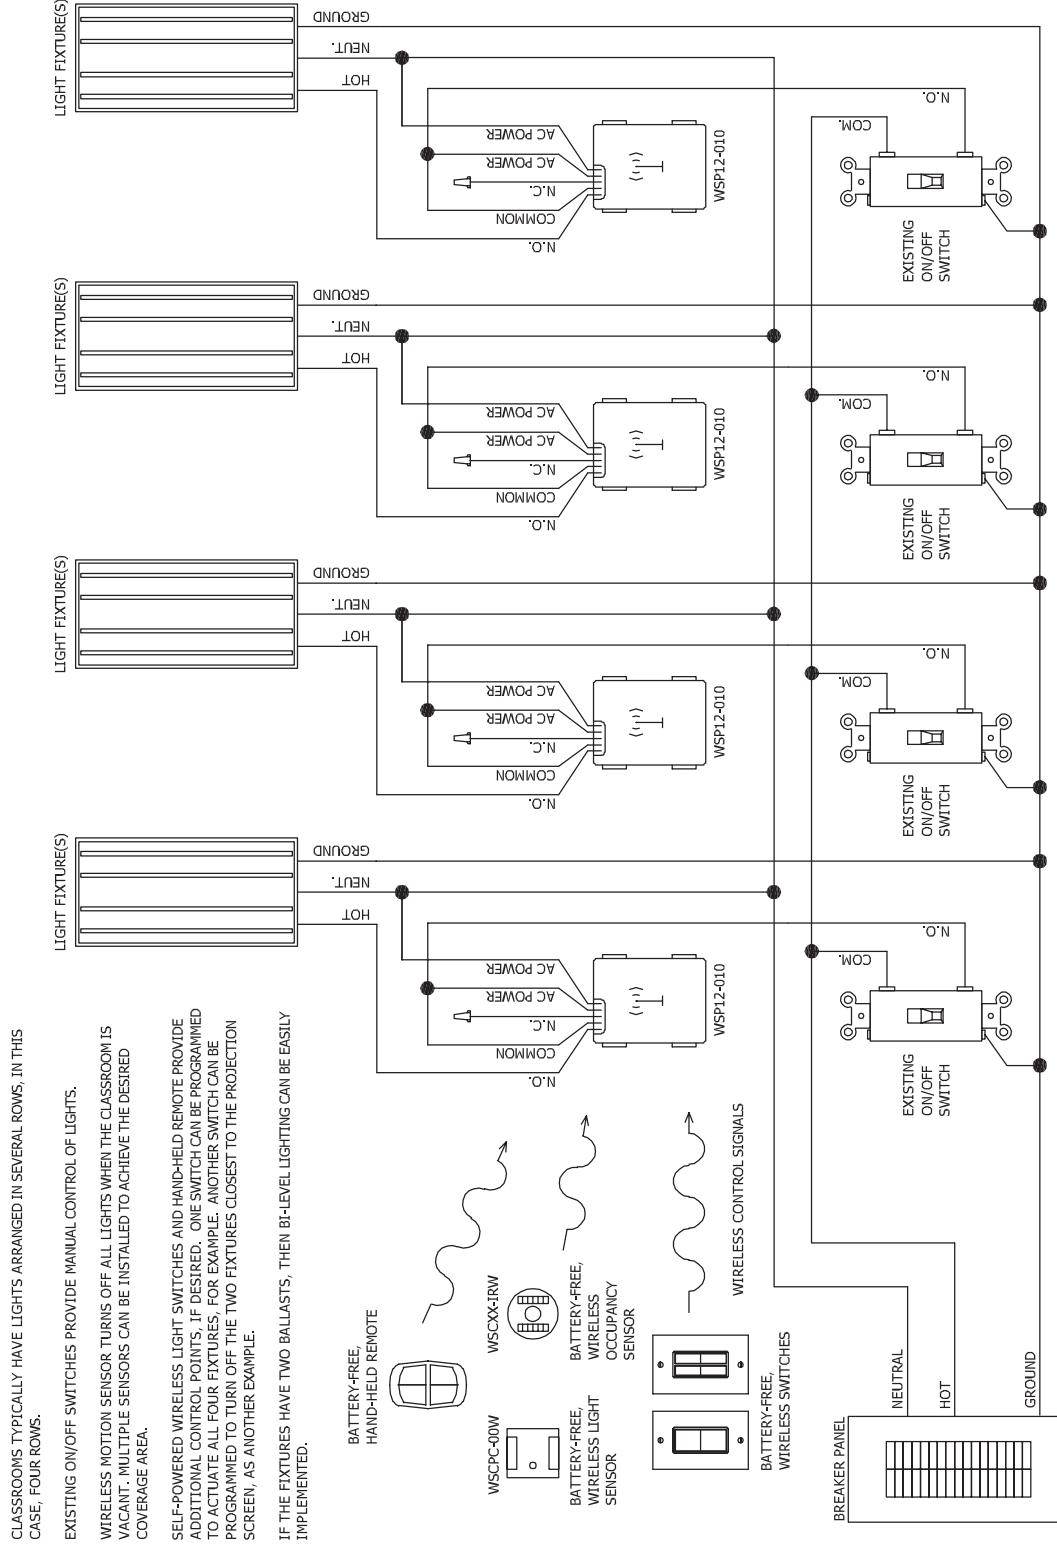 CLASSROOMS TYPICALLY HAVE LIGHTS ARRANGED IN SEVERAL ROWS, IN THIS
CASE, FOUR ROWS.
EXISTING ON/OFF SWITCHES PROVIDE MANUAL CONTROL OF LIGHTS.
WIRELESS MOTION SENSOR TURNS OFF ALL LIGHTS WHEN THE CLASSROOM IS
VACANT. MULTIPLE SENSORS CAN BE INSTALLED TO ACHIEVE THE DESIRED
COVERAGE AREA.
SELF-POWERED WIRELESS LIGHT SWITCHES AND HAND-HELD REMOTE PROVIDE
ADDITIONAL CONTROL POINTS, IF DESIRED. ONE SWITCH CAN BE PROGRAMMED
TO ACTUATE ALL FOUR FIXTURES, FOR EXAMPLE. ANOTHER SWITCH CAN BE
PROGRAMMED TO TURN OFF THE TWO FIXTURES CLOSEST TO THE PROJECTION
SCREEN, AS ANOTHER EXAMPLE.
IF THE FIXTURES HAVE TWO BALLASTS, THEN BI-LEVEL LIGHTING CAN BE EASILY
IMPLEMENTED.
BATTERY-FREE,
HAND-HELD REMOTE
WSCPC-00W
BATTERY-FREE,
WIRELESS LIGHT
SENSOR
WSCXX-IRW
BATTERY-FREE,
WIRELESS
OCCUPANCY
SENSOR
BATTERY-FREE,
WIRELESS SWITCHES
WIRELESS CONTROL SIGNALS
BREAKER PANEL
NEUTRAL
HOT
GROUND
LIGHT FIXTURE(S)
HOT
NEUT.
GROUND
N.O.
COMMON
N.C.
AC POWER
AC POWER
WSP12-010
COM.
N.O.
EXISTING
ON/OFF
SWITCH
LIGHT FIXTURE(S)
HOT
NEUT.
GROUND
N.O.
COMMON
N.C.
AC POWER
AC POWER
WSP12-010
COM.
N.O.
EXISTING
ON/OFF
SWITCH
LIGHT FIXTURE(S)
HOT
NEUT.
GROUND
N.O.
COMMON
N.C.
AC POWER
AC POWER
WSP12-010
COM.
N.O.
EXISTING
ON/OFF
SWITCH
LIGHT FIXTURE(S)
HOT
NEUT.
GROUND
N.O.
COMMON
N.C.
AC POWER
AC POWER
WSP12-010
COM.
N.O.
EXISTING
ON/OFF
SWITCH